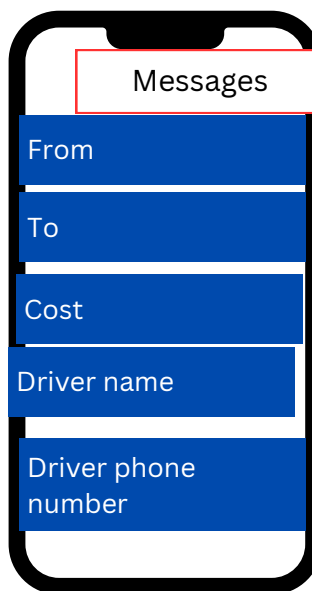 Messages
From
To
Cost
Driver name
Driver phone
number